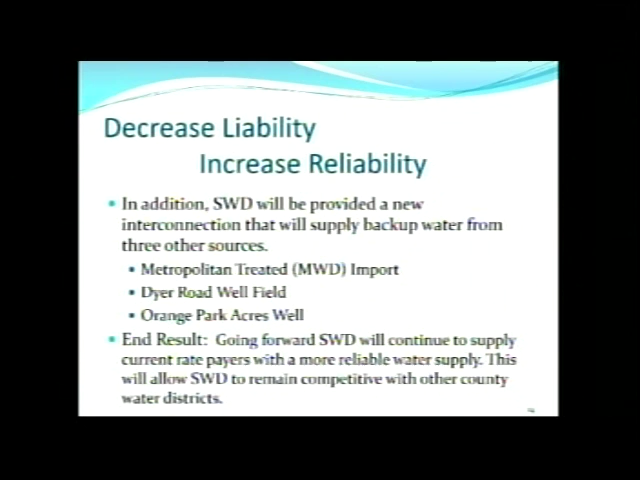 Decrease Liability
Increase Reliability
• In addition, SWD will be provided a new
interconnection that will supply backup water from
three other sources.
• Metropolitan Treated (MWD) Import
• Dyer Road Well Field
• Orange Park Acres Well
• End Result: Going forward SWD will continue to supply
current rate payers with a more reliable water supply. This
will allow SWD to remain competitive with other county
water districts.